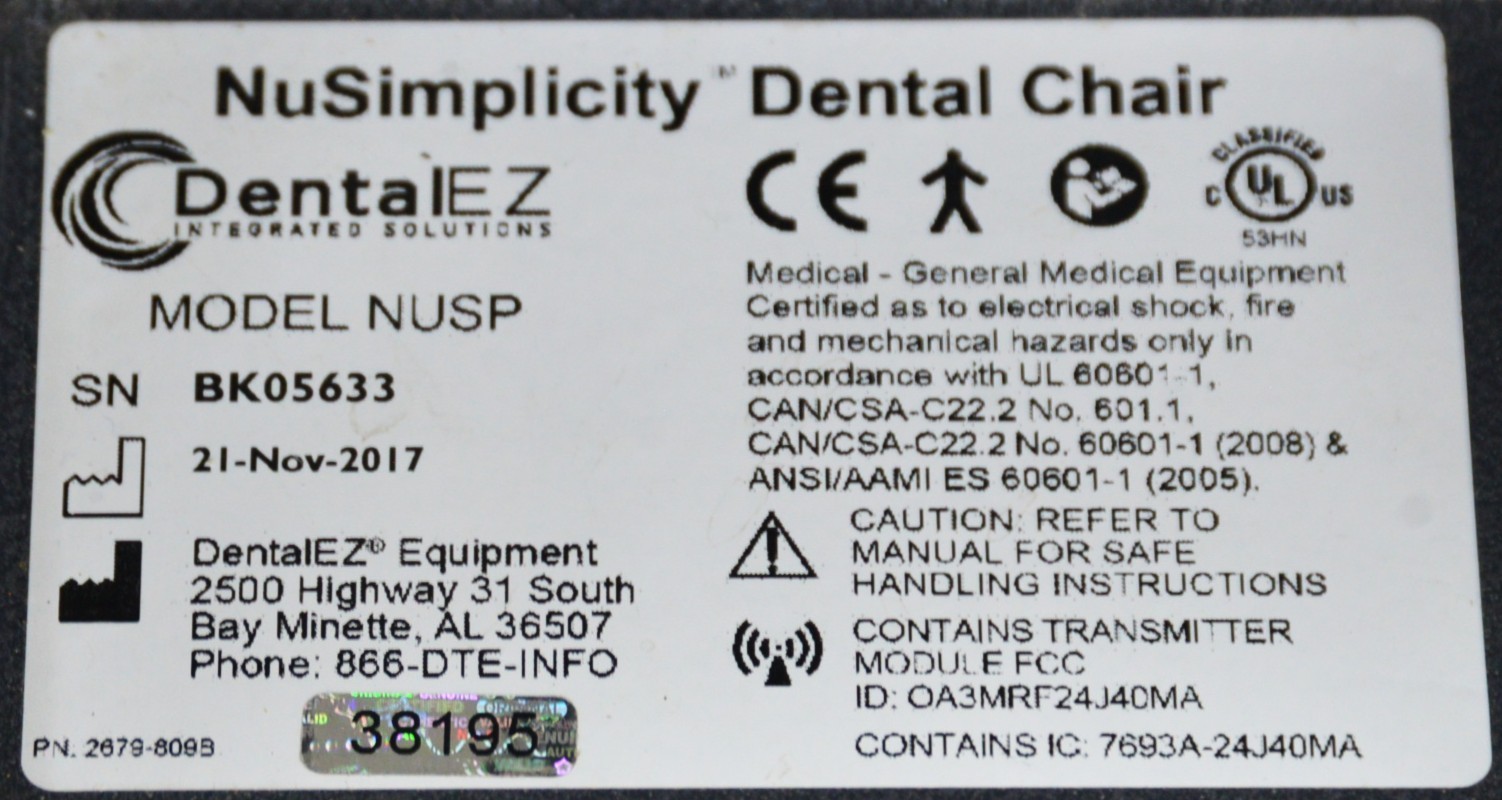 NuSimplicity™ Dental Chair
DentalEZ
INTEGRATED SOLUTIONS
MODEL NUSP
SN BK05633
21-Nov-2017
DentalEZ® Equipment
2500 Highway 31 South
Bay Minette, AL 36507
Phone: 866-DTE-INFO
38195
PN. 2679-809B
CE
CLASSIFIED
C UL US
53HN
Medical - General Medical Equipment
Certified as to electrical shock, fire
and mechanical hazards only in
accordance with UL 60601-1,
CAN/CSA-C22.2 No. 601.1,
CAN/CSA-C22.2 No. 60601-1 (2008) &
ANSI/AAMI ES 60601-1 (2005).
CAUTION: REFER TO
MANUAL FOR SAFE
HANDLING INSTRUCTIONS
CONTAINS TRANSMITTER
MODULE FCC
ID: OA3MRF24J40MA
CONTAINS IC: 7693A-24J40MA